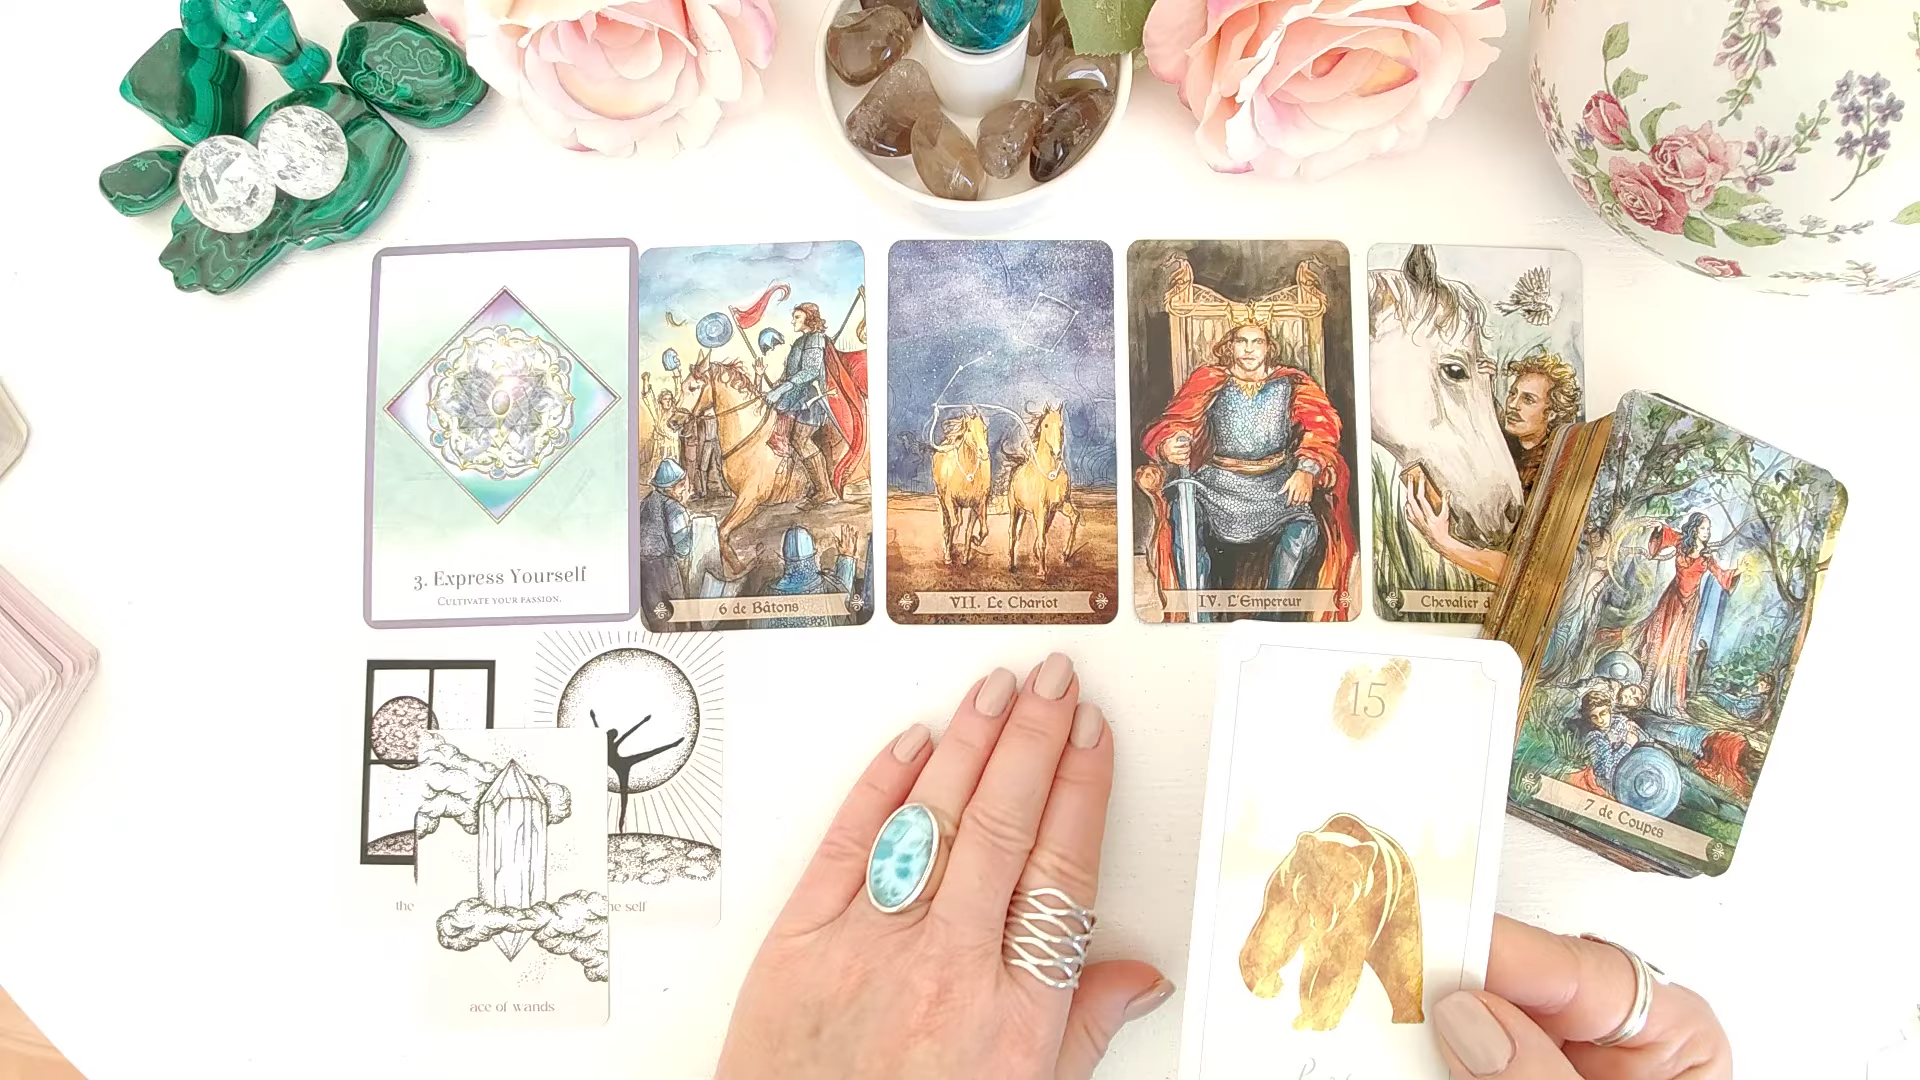 3. Express Yourself
CULTIVATE YOUR PASSION.
6 de Bâtons
VII. Le Chariot
IV. L'Empereur
Chevalier d
7 de Coupes
15
the
he self
ace of wands